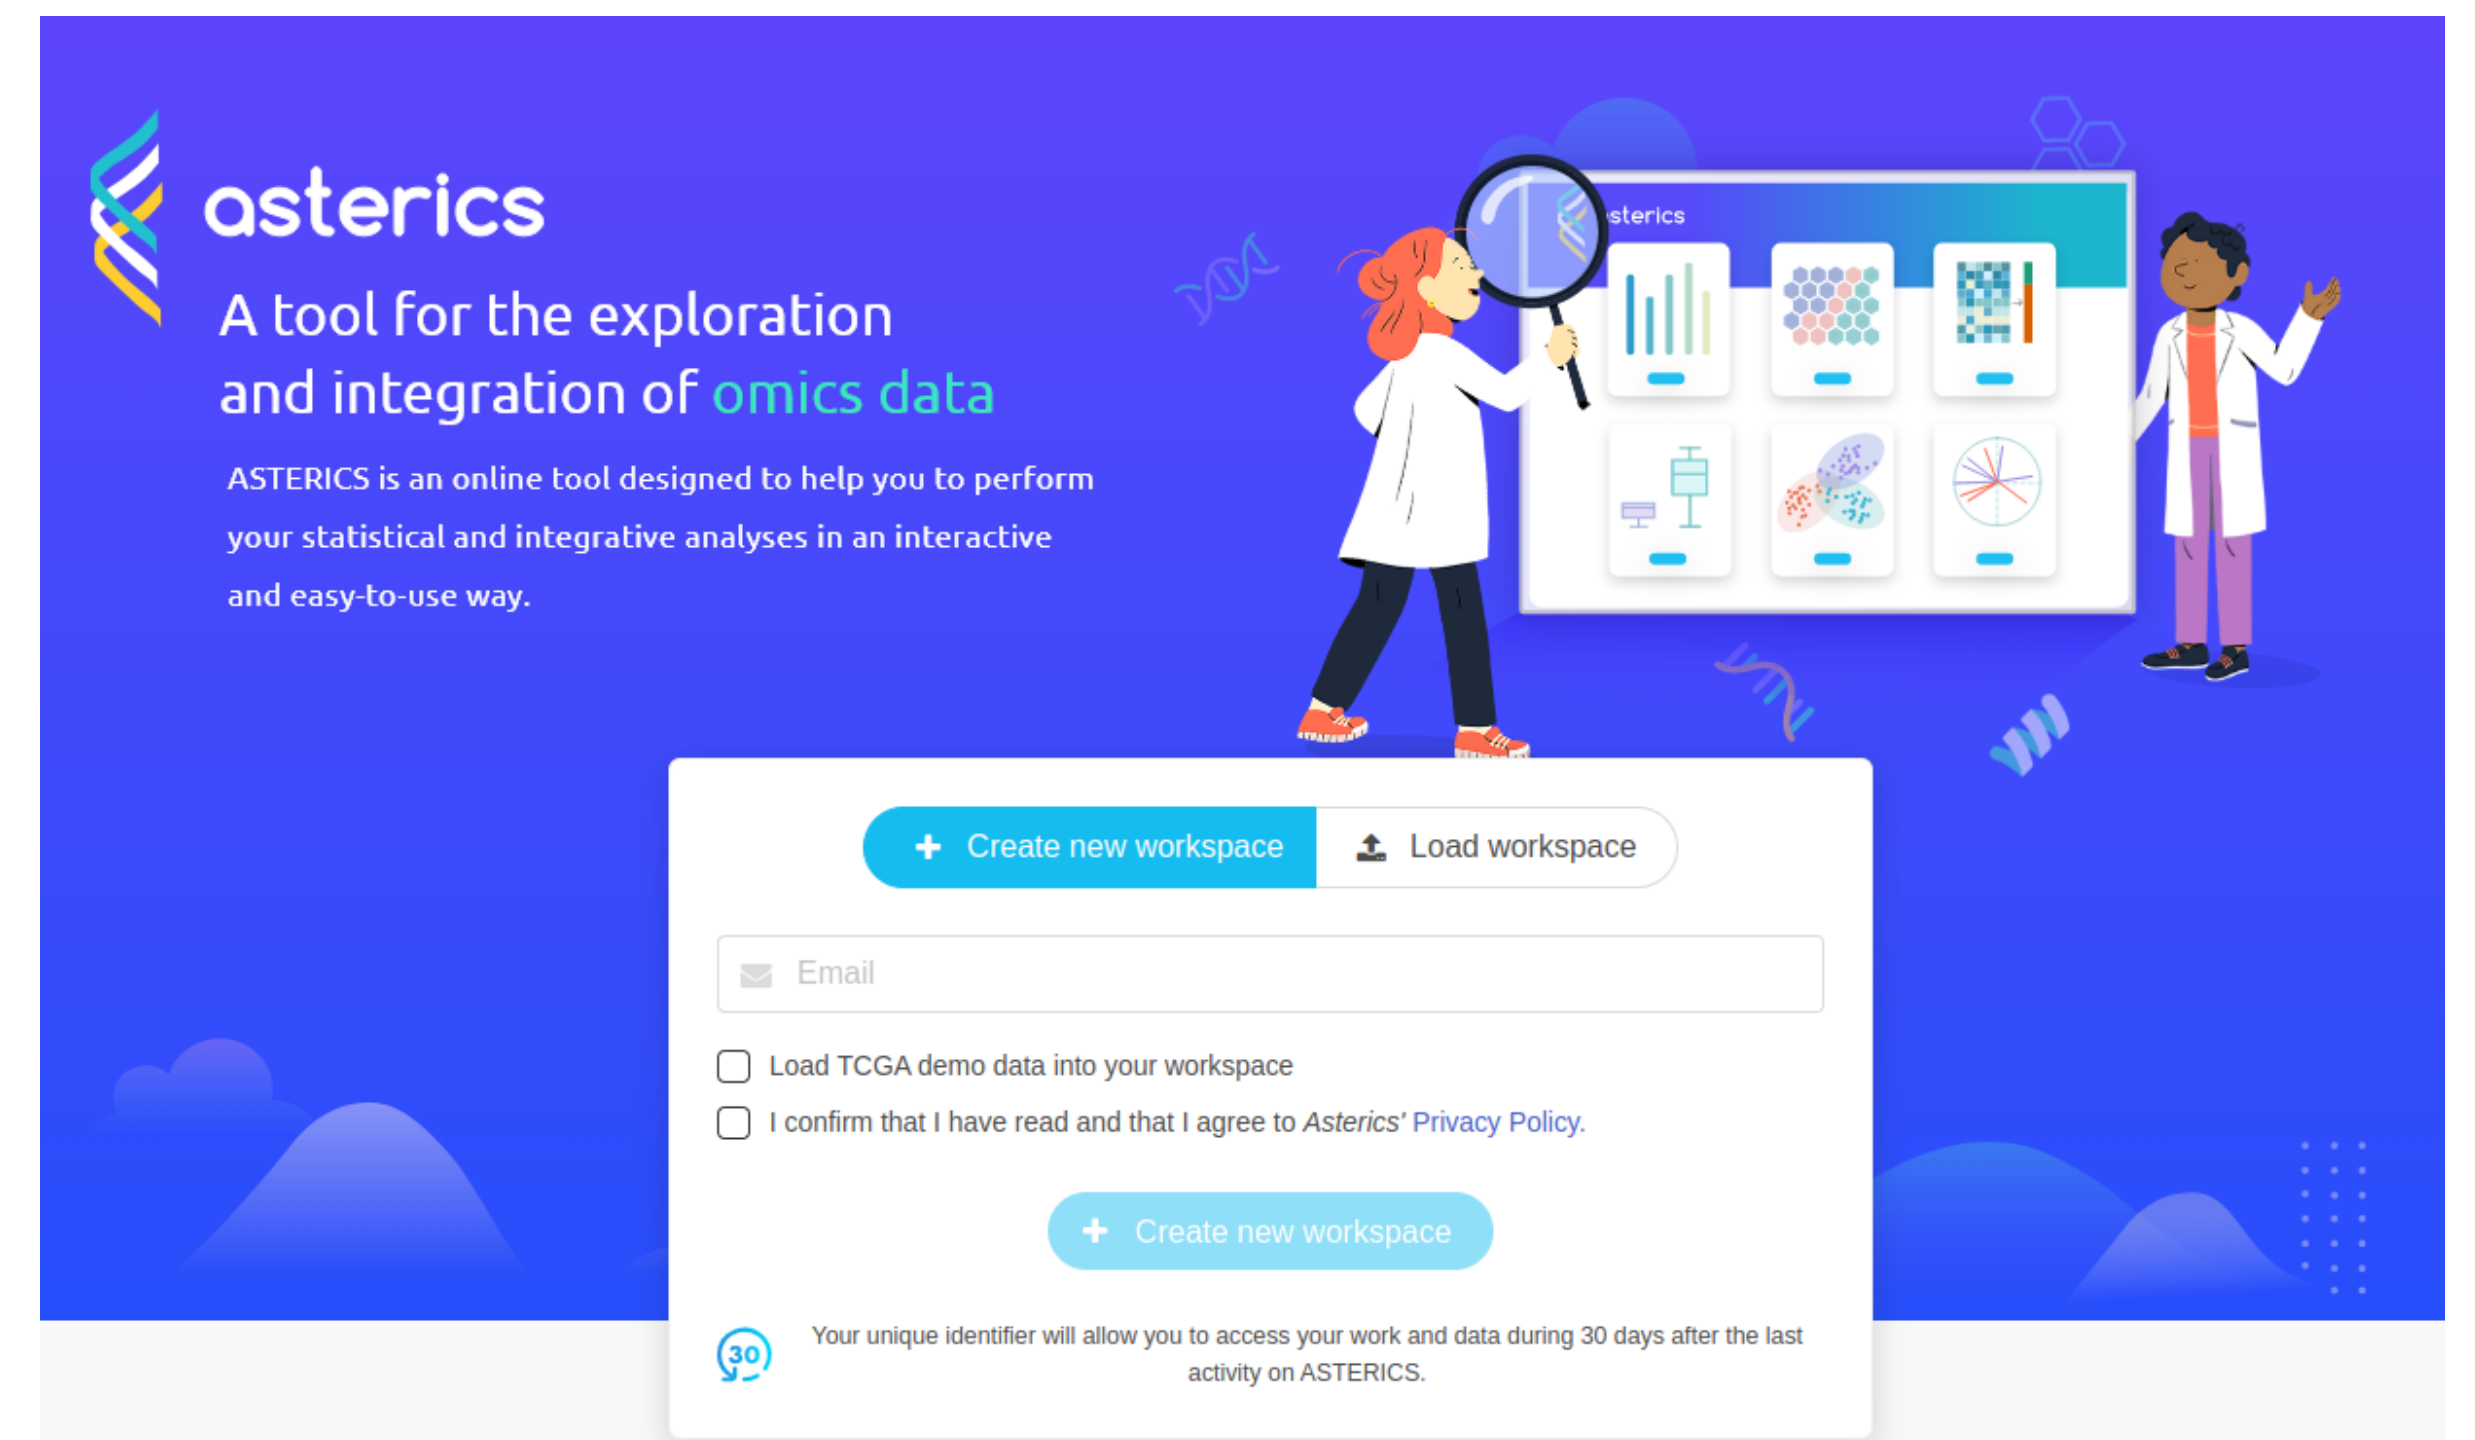 asterics
A tool for the exploration
and integration of omics data
ASTERICS is an online tool designed to help you to perform
your statistical and integrative analyses in an interactive
and easy-to-use way.
sterics
Create new workspace
Load workspace
Email
Load TCGA demo data into your workspace
I confirm that I have read and that I agree to Asterics' Privacy Policy.
Create new workspace
30
Your unique identifier will allow you to access your work and data during 30 days after the last
activity on ASTERICS.